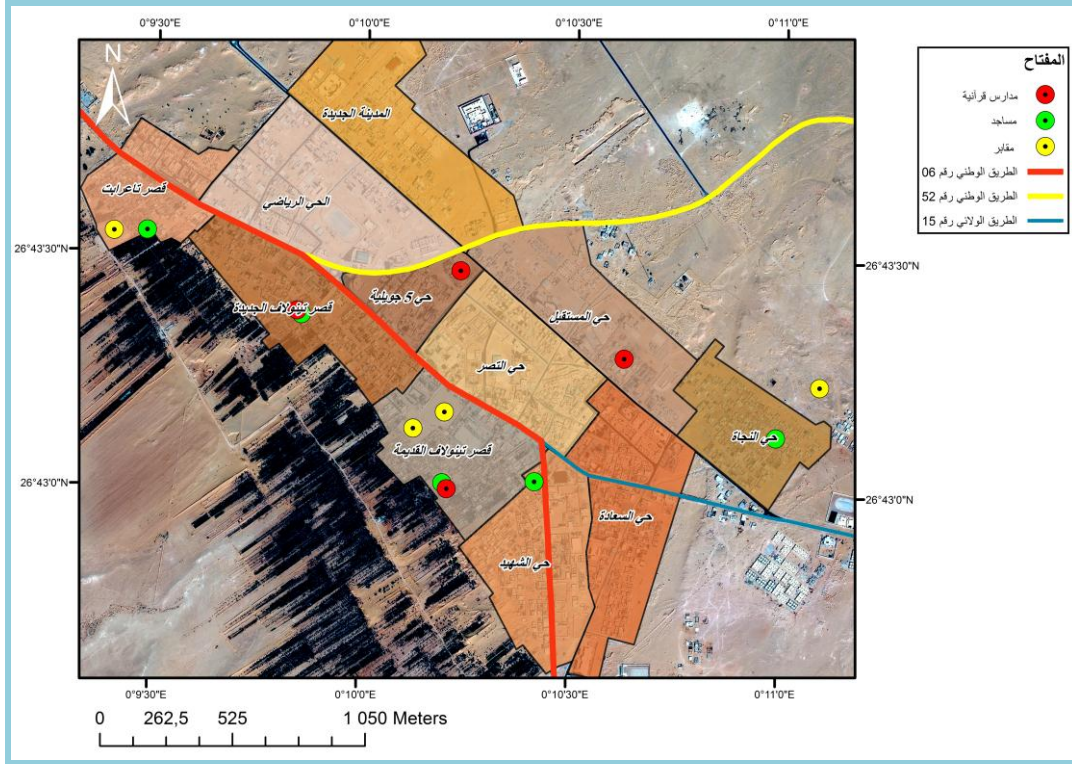 0°9'30"E
0°10'0"E
0°10'30"E
0°11'0"E
N
المفتاح
مدارس قرآنية
مساجد
مقابر
الطريق الوطني رقم 06
الطريق الوطني رقم 52
الطريق الولائي رقم 15
المدينة الجديدة
قصر تاعرابت
الحي الرياضي
26°43'30"N
26°43'30"N
حي 5 جويلية
قصر تينولاف الجديدة
حي المستقبل
حي النصر
حي النجاة
قصر تينولاف القديمة
26°43'0"N
26°43'0"N
حي السعادة
حي الشهيد
0°9'30"E
0°10'0"E
0°10'30"E
0°11'0"E
0 262,5 525 1 050 Meters